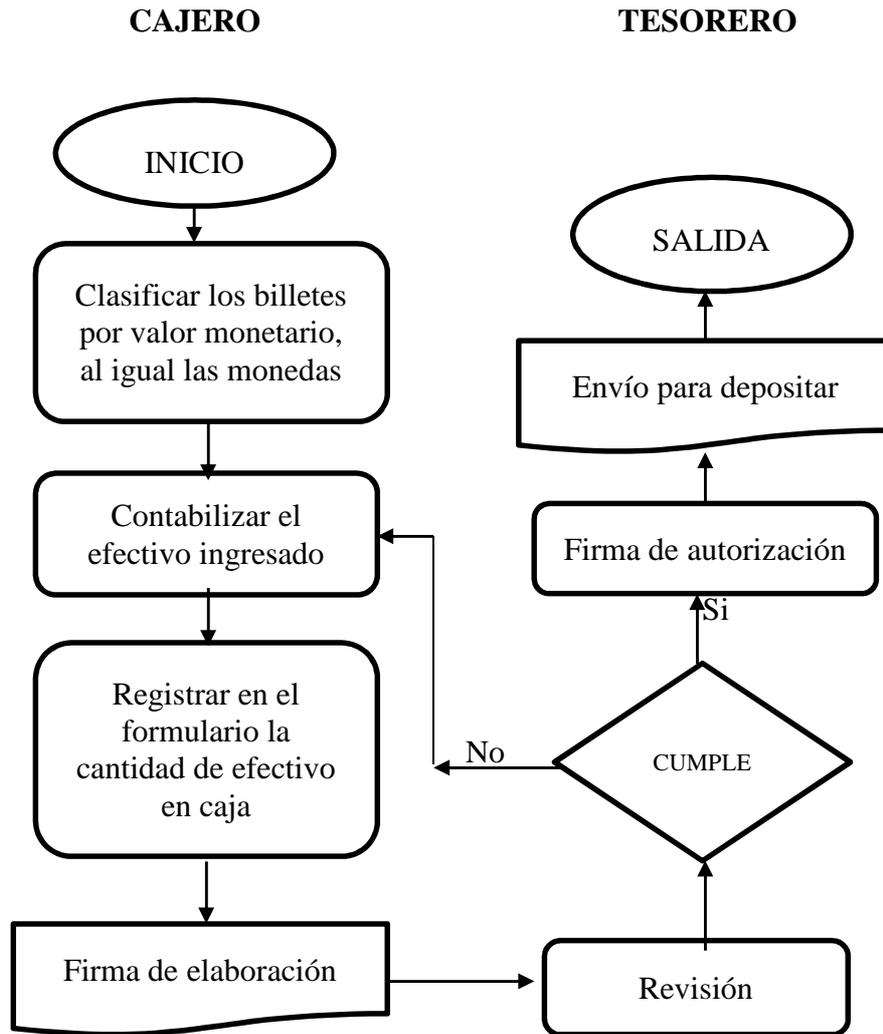 CAJERO
TESORERO
INICIO
Clasificar los billetes
por valor monetario,
al igual las monedas
Contabilizar el
efectivo ingresado
Registrar en el
formulario la
cantidad de efectivo
en caja
Firma de elaboración
Revisión
CUMPLE
No
Si
Firma de autorización
Envío para depositar
SALIDA